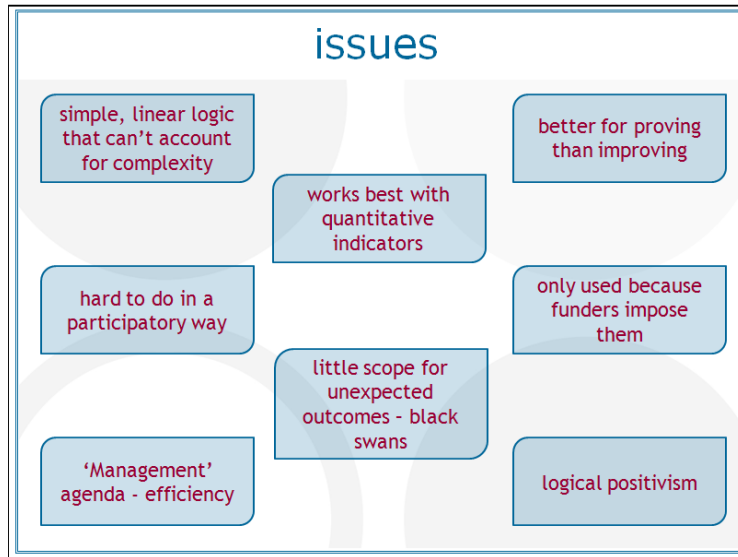 issues
simple, linear logic
that can't account
for complexity
better for proving
than improving
works best with
quantitative
indicators
hard to do in a
participatory way
only used because
funders impose
them
little scope for
unexpected
outcomes – black
swans
‘Management’
agenda - efficiency
logical positivism